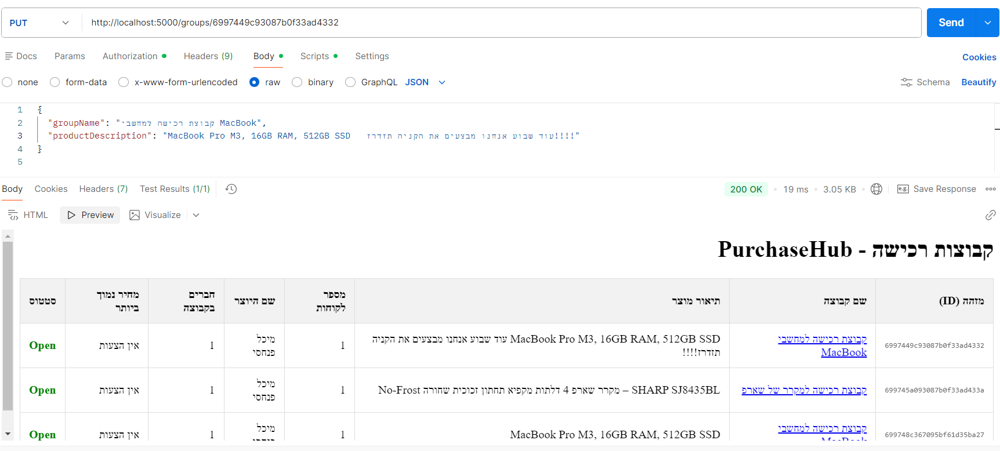 PUT http://localhost:5000/groups/6997449c93087b0f33ad4332 Send
Docs Params Authorization Headers (9) Body Scripts Settings Cookies
none form-data x-www-form-urlencoded raw binary GraphQL JSON Schema Beautify
1 {
2 "groupName": "קבוצת רכישה למחשבי MacBook",
3 "productDescription": "MacBook Pro M3, 16GB RAM, 512GB SSD עוד שבוע אנחנו מבצעים את הקניה תזדרז!!!!"
4 }
5
Body Cookies Headers (7) Test Results (1/1) 200 OK 19 ms 3.05 KB e.g. Save Response
HTML Preview Visualize
קבוצות רכישה - PurchaseHub
מזהה (ID) שם קבוצה תיאור מוצר מספר לקוחות שם היוצר חברים בקבוצה מחיר נמוך ביותר סטטוס
6997449c93087b0f33ad4332 קבוצת רכישה למחשבי MacBook MacBook Pro M3, 16GB RAM, 512GB SSD עוד שבוע אנחנו מבצעים את הקניה תזדרז!!!! 1 מיכל פנחסי 1 אין הצעות Open
699745a093087b0f33ad433a קבוצת רכישה למקרר של שארפ SHARP SJ8435BL – מקרר שארפ 4 דלתות מקפיא תחתון זכוכית שחורה No-Frost 1 מיכל פנחסי 1 אין הצעות Open
699748c367095bf61d35ba27 קבוצת רכישה למחשבי MacBook MacBook Pro M3, 16GB RAM, 512GB SSD 1 מיכל 1 אין הצעות Open